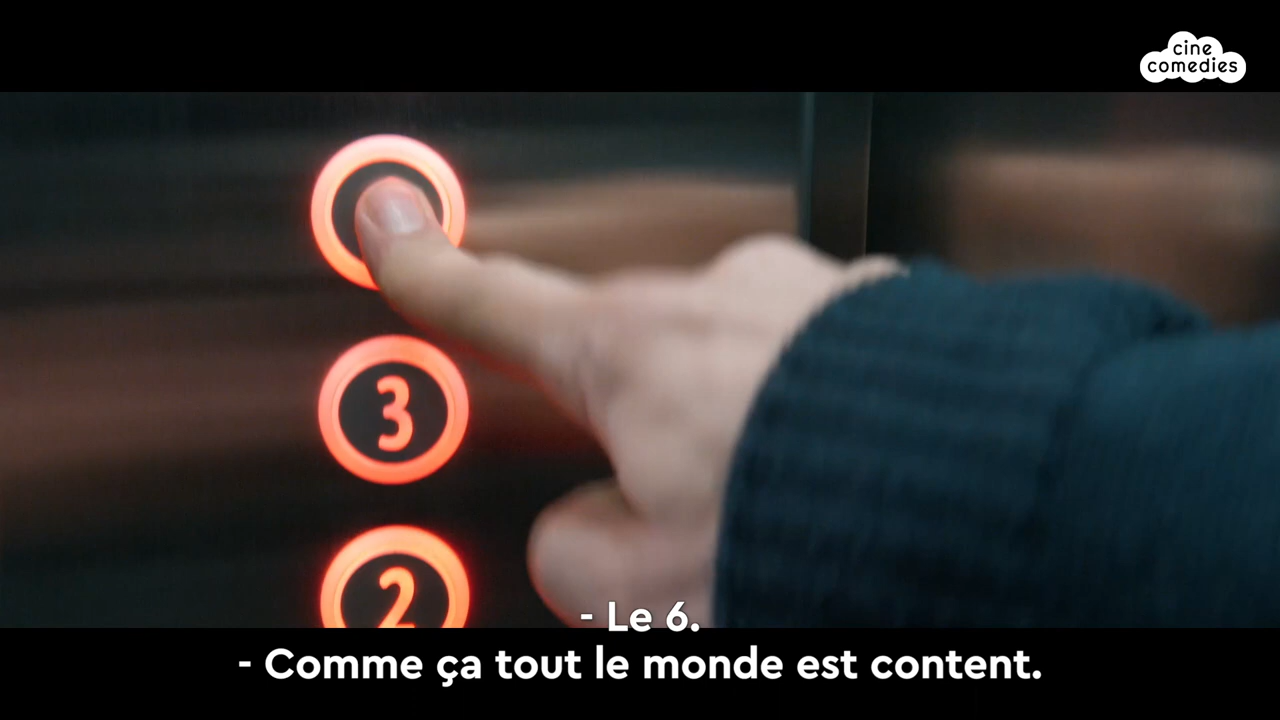 cine
comedies
3
2
- Le 6.
- Comme ça tout le monde est content.